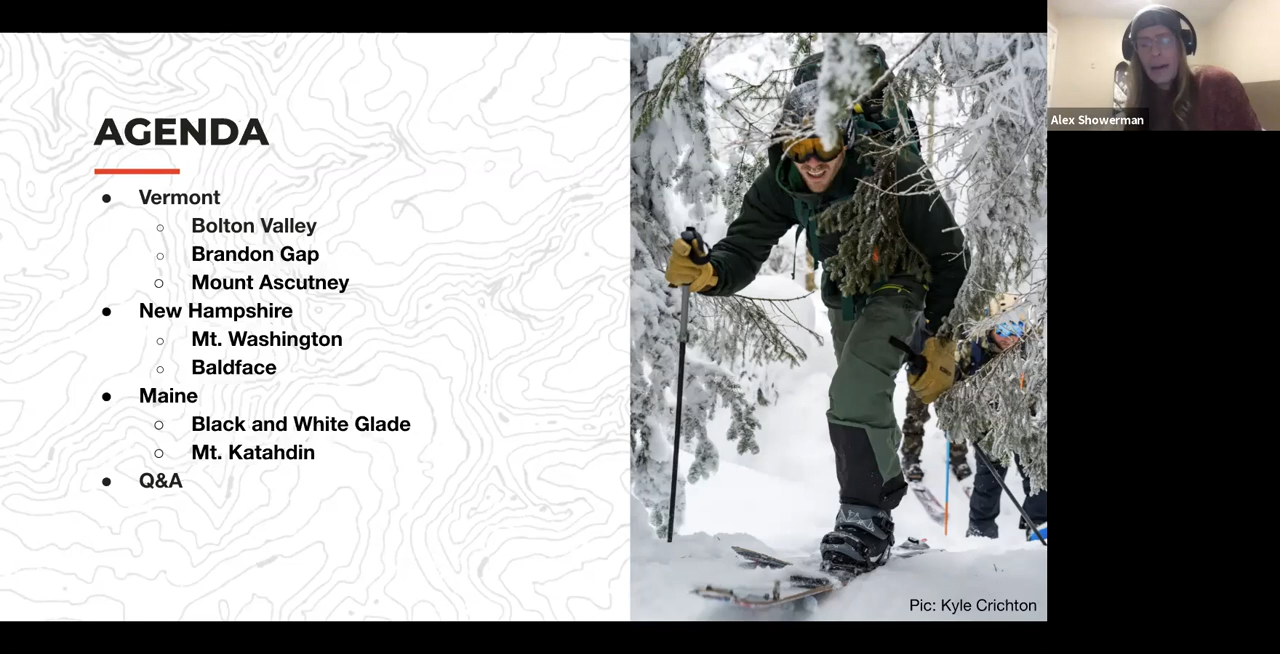 AGENDA
● Vermont
○ Bolton Valley
○ Brandon Gap
○ Mount Ascutney
● New Hampshire
○ Mt. Washington
○ Baldface
● Maine
○ Black and White Glade
○ Mt. Katahdin
● Q&A
Pic: Kyle Crichton
Alex Showerman